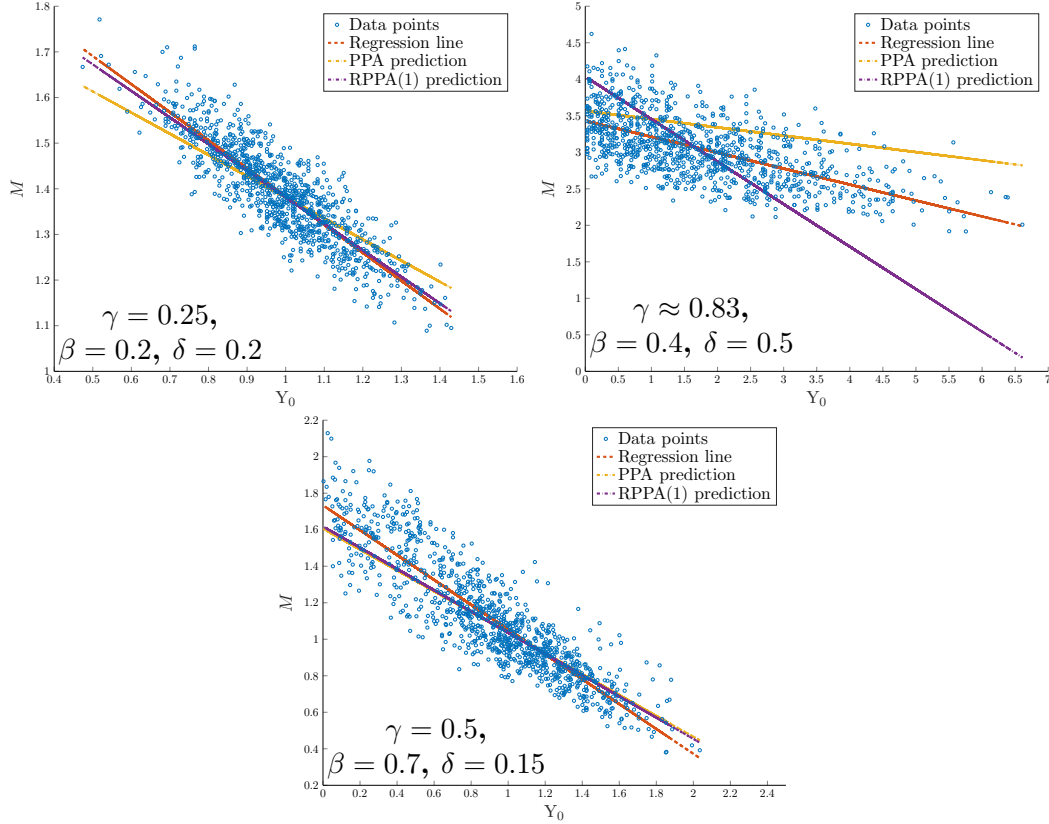 1.8
1.7
1.6
1.5
1.4
1.3
1.2
1.1
1
M
0.4 0.5 0.6 0.7 0.8 0.9 1 1.1 1.2 1.3 1.4 1.5 1.6
Y₀
Data points
Regression line
PPA prediction
RPPA(1) prediction
γ = 0.25,
β = 0.2, δ = 0.2
5
4.5
4
3.5
3
2.5
2
1.5
1
0.5
0
M
0 0.5 1 1.5 2 2.5 3 3.5 4 4.5 5 5.5 6 6.5 7
Y₀
Data points
Regression line
PPA prediction
RPPA(1) prediction
γ ≈ 0.83,
β = 0.4, δ = 0.5
2.2
2
1.8
1.6
1.4
1.2
1
0.8
0.6
0.4
0.2
M
0 0.2 0.4 0.6 0.8 1 1.2 1.4 1.6 1.8 2 2.2 2.4
Y₀
Data points
Regression line
PPA prediction
RPPA(1) prediction
γ = 0.5,
β = 0.7, δ = 0.15